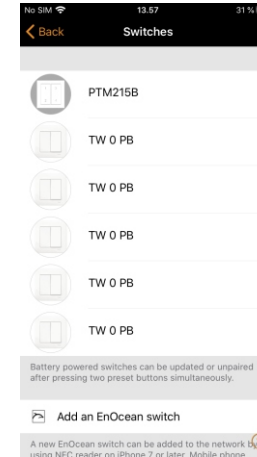 No SIM 13.57 31 %
Back Switches
PTM215B
TW 0 PB
TW 0 PB
TW 0 PB
TW 0 PB
TW 0 PB
Battery powered switches can be updated or unpaired
after pressing two preset buttons simultaneously.
Add an EnOcean switch
A new EnOcean switch can be added to the network by
using NFC reader on iPhone 7 or later. Mobile phone